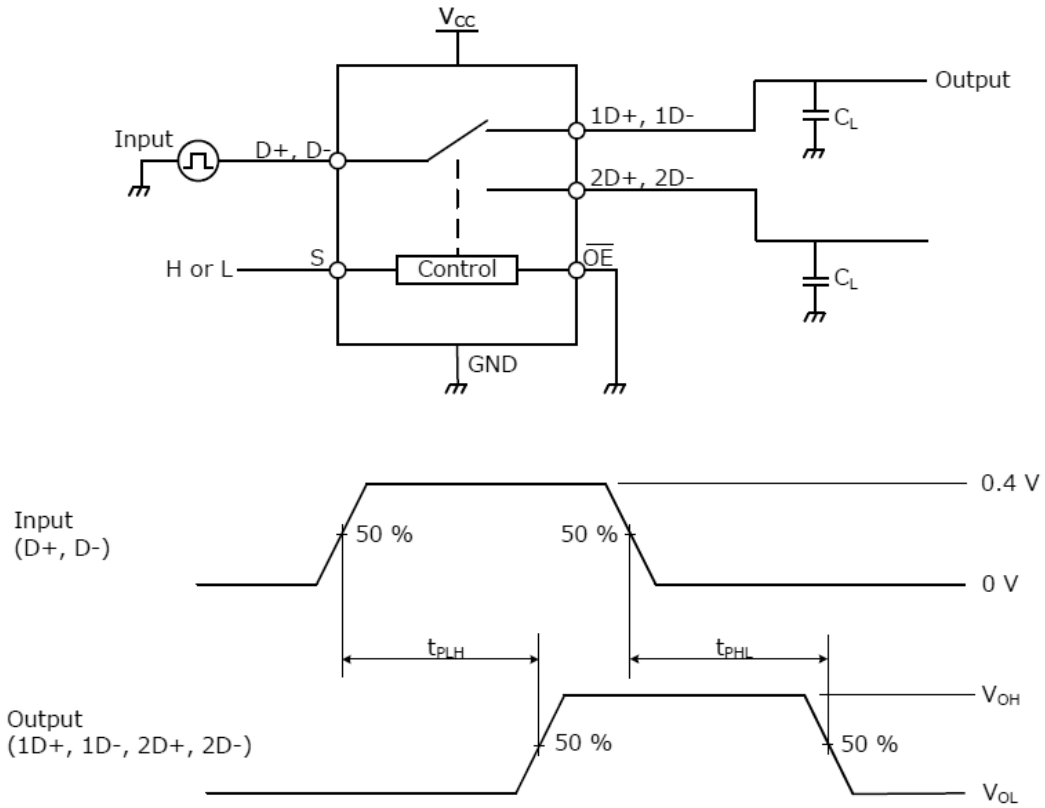 VCC
Input
D+, D-
1D+, 1D-
Output
CL
2D+, 2D-
S
H or L
Control
OE
CL
GND
0.4 V
Input
(D+, D-)
50 %
50 %
0 V
tPLH
tPHL
VOH
Output
(1D+, 1D-, 2D+, 2D-)
50 %
50 %
VOL